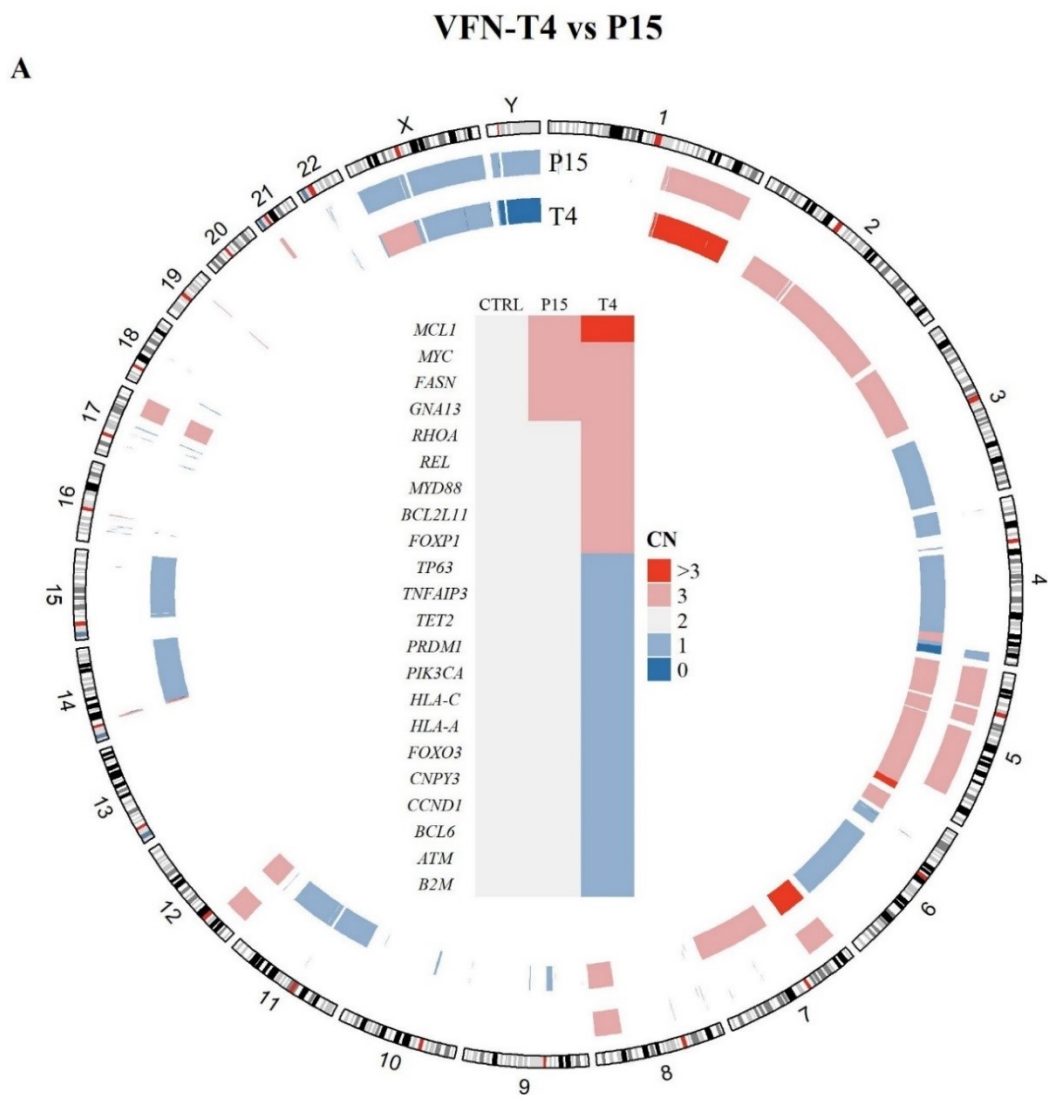 VFN-T4 vs P15
A
P15
T4
1
2
3
4
5
6
7
8
9
10
11
12
13
14
15
16
17
18
19
20
21
22
X
Y
CTRL P15 T4
MCL1
MYC
FASN
GNA13
RHOA
REL
MYD88
BCL2L11
FOXP1
TP63
TNFAIP3
TET2
PRDM1
PIK3CA
HLA-C
HLA-A
FOXO3
CNPY3
CCND1
BCL6
ATM
B2M
CN
>3
3
2
1
0